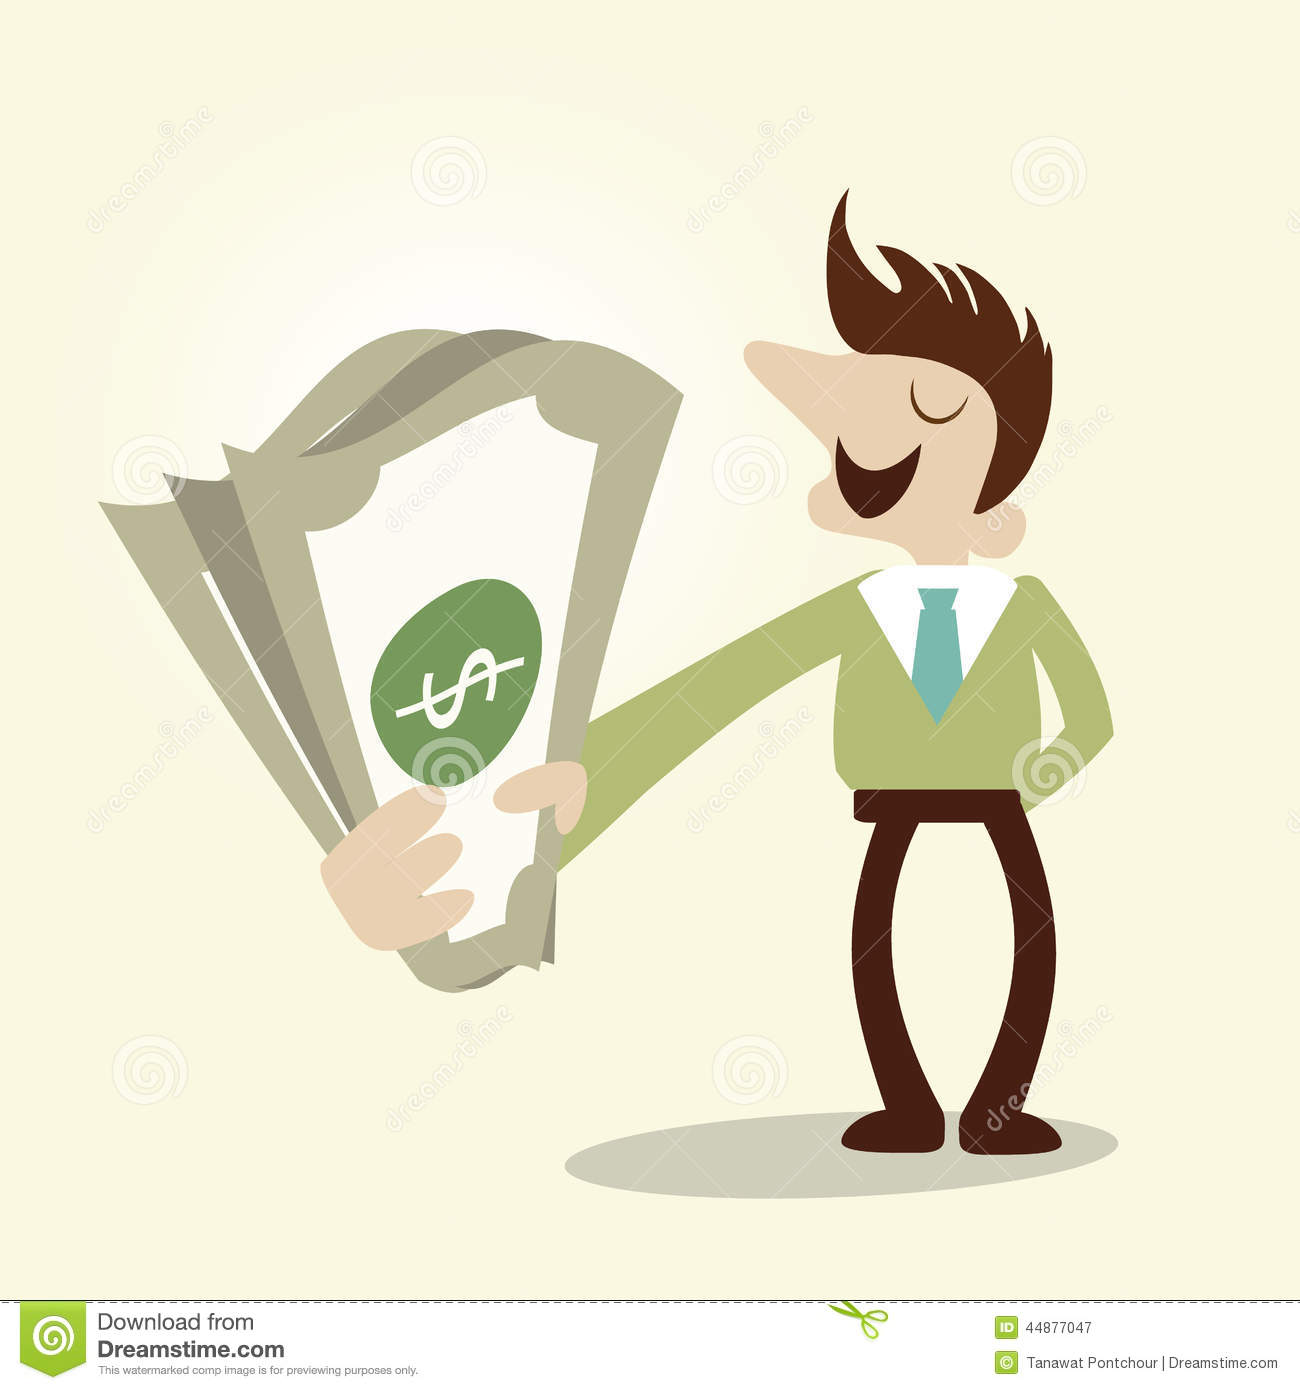 $
Download from
Dreamstime.com
This watermarked comp image is for previewing purposes only.
ID 44877047
© Tanawat Pontchour | Dreamstime.com
dreamstime